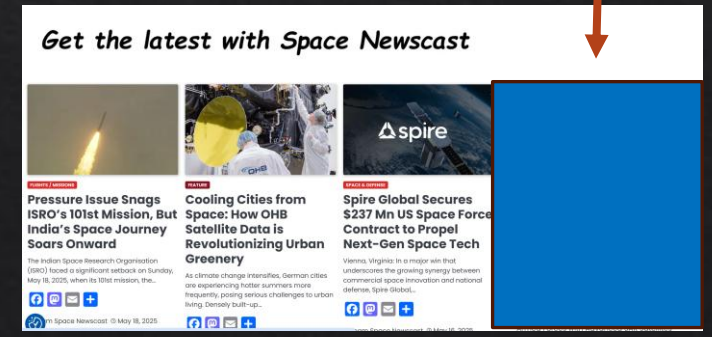 Get the latest with Space Newscast
OHB
spire
FLIGHTS / MISSIONS
Pressure Issue Snags
ISRO's 101st Mission, But
India's Space Journey
Soars Onward
The Indian Space Research Organisation
(ISRO) faced a significant setback on Sunday,
May 18, 2025, when its 101st mission, the...
m Space Newscast May 18, 2025
FEATURE
Cooling Cities from
Space: How OHB
Satellite Data is
Revolutionizing Urban
Greenery
As climate change intensifies, German cities
are experiencing hotter summers more
frequently, posing serious challenges to urban
living. Densely built-up...
SPACE & DEFENSE
Spire Global Secures
$237 Mn US Space Force
Contract to Propel
Next-Gen Space Tech
Vienna, Virginia: In a major win that
underscores the growing synergy between
commercial space innovation and national
defense, Spire Global,...
Space Newscast May 16, 2025